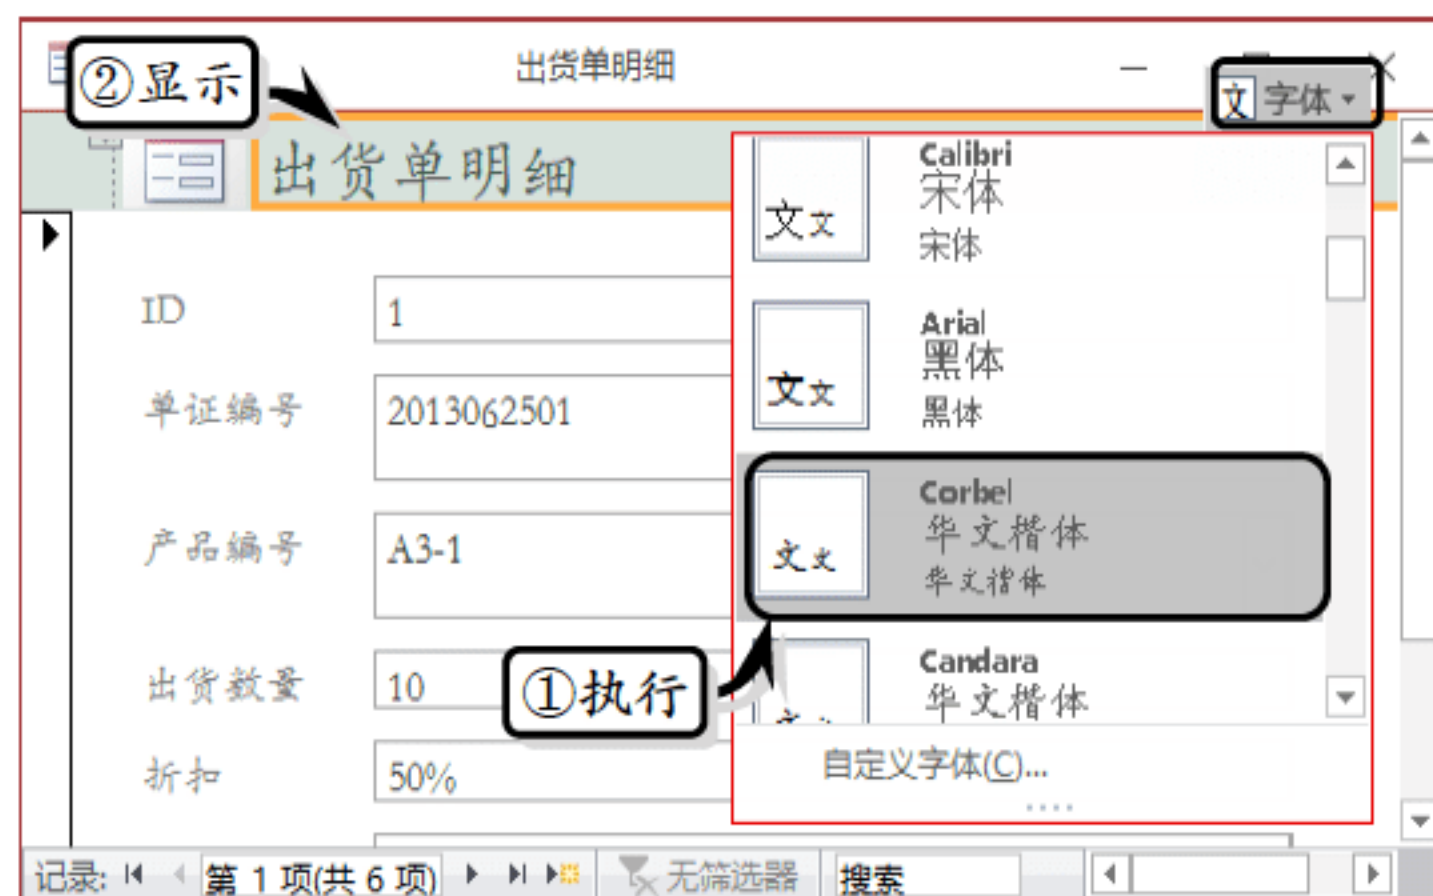 ②显示
出货单明细
字体
出货单明细
Calibri
宋体
宋体
文文
ID
1
Arial
黑体
黑体
文文
单证编号
2013062501
Corbel
华文楷体
华文楷体
文文
产品编号
A3-1
①执行
Candara
华文楷体
出货数量
10
自定义字体(C)...
折扣
50%
记录:
第 1 项(共 6 项)
无筛选器
搜索